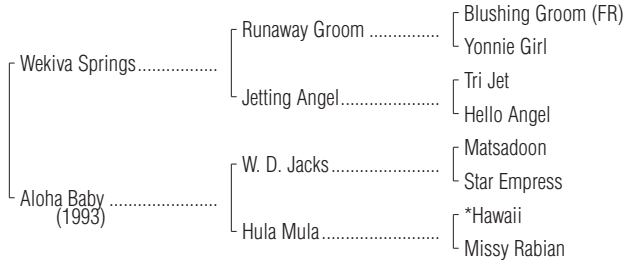 Blushing Groom (FR)
Runaway Groom ................
Yonnie Girl
Wekiva Springs.................
Tri Jet
Jetting Angel......................
Hello Angel
Matsadoon
W. D. Jacks........................
Star Empress
Aloha Baby .......................
(1993)
*Hawaii
Hula Mula..........................
Missy Rabian